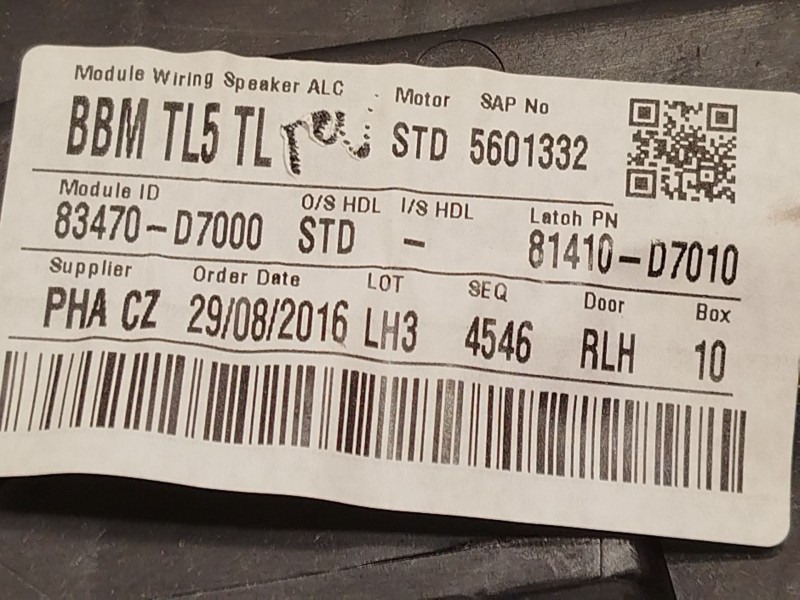 Module Wiring Speaker ALC Motor SAP No
BBM TL5 TL STD 5601332
Module ID O/S HDL I/S HDL Latch PN
83470-D7000 STD - 81410-D7010
Supplier Order Date LOT SEQ Door Box
PHA CZ 29/08/2016 LH3 4546 RLH 10